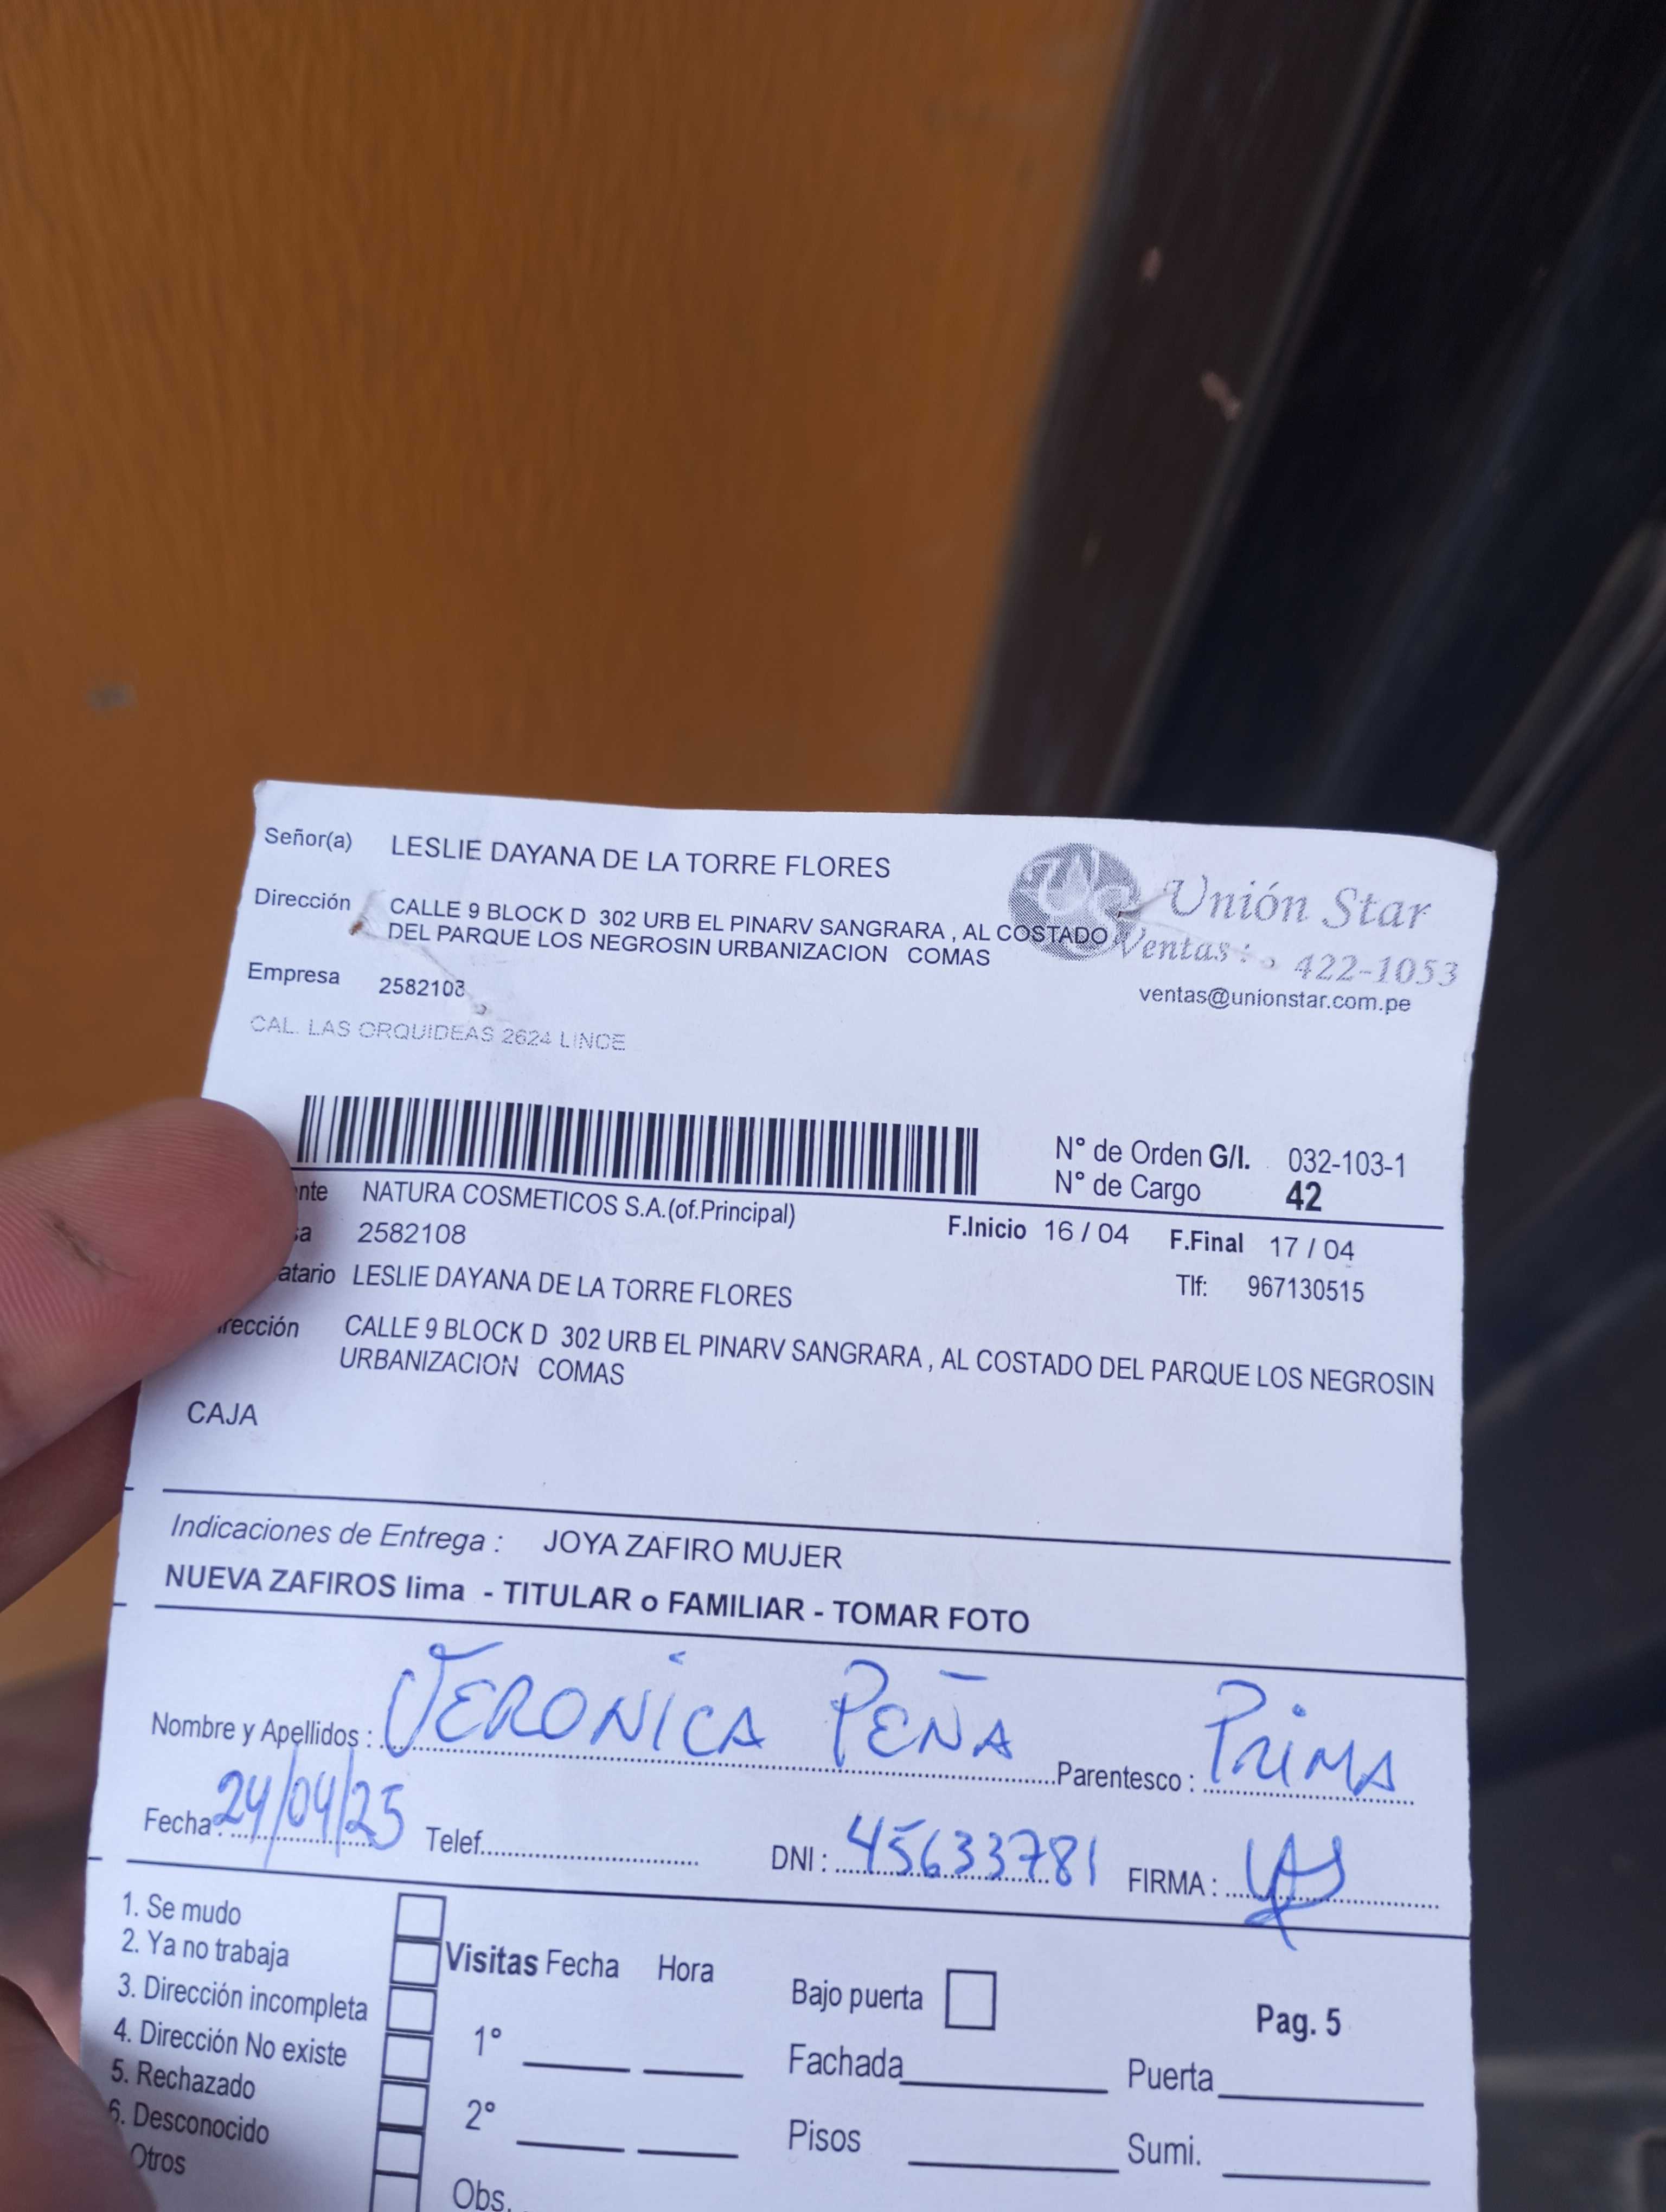 Señor(a) LESLIE DAYANA DE LA TORRE FLORES
Unión Star
Dirección CALLE 9 BLOCK D 302 URB EL PINARV SANGRARA , AL COSTADO
DEL PARQUE LOS NEGROSIN URBANIZACION COMAS
Ventas : 422-1053
ventas@unionstar.com.pe
Empresa 2582108
CAL. LAS ORQUIDEAS 2624 LINCE
N° de Orden G/I. 032-103-1
N° de Cargo 42
nte NATURA COSMETICOS S.A.(of.Principal)
F.Inicio 16 / 04 F.Final 17 / 04
a 2582108
Tlf: 967130515
atario LESLIE DAYANA DE LA TORRE FLORES
irección CALLE 9 BLOCK D 302 URB EL PINARV SANGRARA , AL COSTADO DEL PARQUE LOS NEGROSIN
URBANIZACION COMAS
CAJA
Indicaciones de Entrega : JOYA ZAFIRO MUJER
NUEVA ZAFIROS lima - TITULAR o FAMILIAR - TOMAR FOTO
Nombre y Apellidos : VERONICA PEÑA Parentesco : PRIMA
Fecha : 24/04/25 Telef. DNI : 45633781 FIRMA :
1. Se mudo
2. Ya no trabaja
3. Dirección incompleta
4. Dirección No existe
5. Rechazado
6. Desconocido
Otros
Visitas Fecha Hora
1°
2°
Obs.
Bajo puerta
Pag. 5
Fachada Puerta
Pisos Sumi.